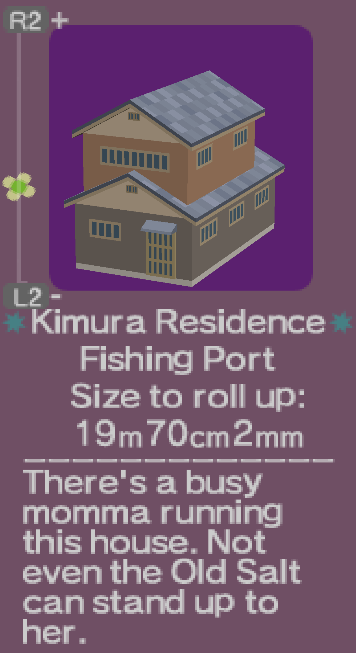 R2 +
L2 -
Kimura Residence
Fishing Port
Size to roll up:
19m70cm2mm
There's a busy
momma running
this house. Not
even the Old Salt
can stand up to
her.